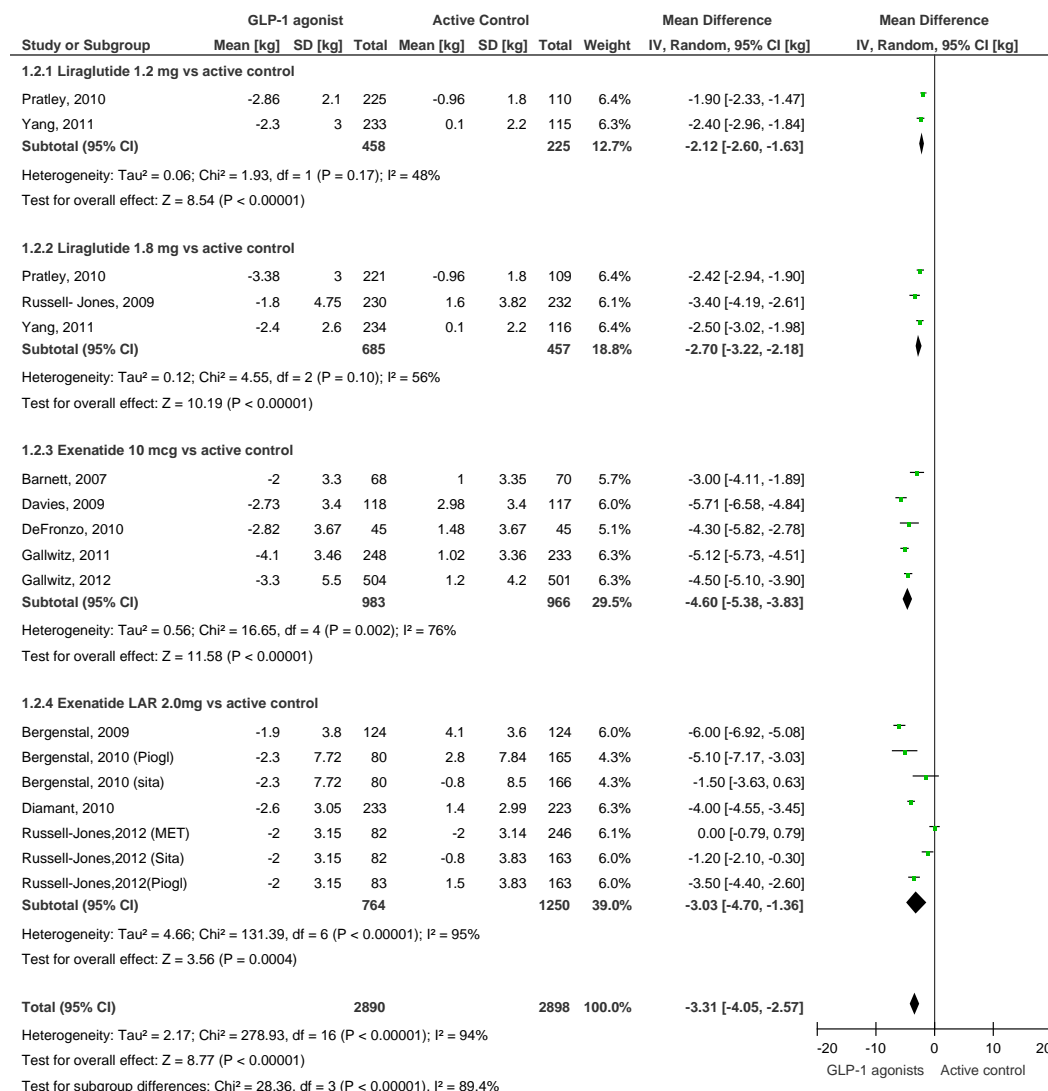 GLP-1 agonist Active Control Mean Difference Mean Difference
Study or Subgroup Mean [kg] SD [kg] Total Mean [kg] SD [kg] Total Weight IV, Random, 95% CI [kg] IV, Random, 95% CI [kg]
1.2.1 Liraglutide 1.2 mg vs active control
Pratley, 2010 -2.86 2.1 225 -0.96 1.8 110 6.4% -1.90 [-2.33, -1.47]
Yang, 2011 -2.3 3 233 0.1 2.2 115 6.3% -2.40 [-2.96, -1.84]
Subtotal (95% CI) 458 225 12.7% -2.12 [-2.60, -1.63]
Heterogeneity: Tau² = 0.06; Chi² = 1.93, df = 1 (P = 0.17); I² = 48%
Test for overall effect: Z = 8.54 (P < 0.00001)
1.2.2 Liraglutide 1.8 mg vs active control
Pratley, 2010 -3.38 3 221 -0.96 1.8 109 6.4% -2.42 [-2.94, -1.90]
Russell- Jones, 2009 -1.8 4.75 230 1.6 3.82 232 6.1% -3.40 [-4.19, -2.61]
Yang, 2011 -2.4 2.6 234 0.1 2.2 116 6.4% -2.50 [-3.02, -1.98]
Subtotal (95% CI) 685 457 18.8% -2.70 [-3.22, -2.18]
Heterogeneity: Tau² = 0.12; Chi² = 4.55, df = 2 (P = 0.10); I² = 56%
Test for overall effect: Z = 10.19 (P < 0.00001)
1.2.3 Exenatide 10 mcg vs active control
Barnett, 2007 -2 3.3 68 1 3.35 70 5.7% -3.00 [-4.11, -1.89]
Davies, 2009 -2.73 3.4 118 2.98 3.4 117 6.0% -5.71 [-6.58, -4.84]
DeFronzo, 2010 -2.82 3.67 45 1.48 3.67 45 5.1% -4.30 [-5.82, -2.78]
Gallwitz, 2011 -4.1 3.46 248 1.02 3.36 233 6.3% -5.12 [-5.73, -4.51]
Gallwitz, 2012 -3.3 5.5 504 1.2 4.2 501 6.3% -4.50 [-5.10, -3.90]
Subtotal (95% CI) 983 966 29.5% -4.60 [-5.38, -3.83]
Heterogeneity: Tau² = 0.56; Chi² = 16.65, df = 4 (P = 0.002); I² = 76%
Test for overall effect: Z = 11.58 (P < 0.00001)
1.2.4 Exenatide LAR 2.0mg vs active control
Bergenstal, 2009 -1.9 3.8 124 4.1 3.6 124 6.0% -6.00 [-6.92, -5.08]
Bergenstal, 2010 (Piogl) -2.3 7.72 80 2.8 7.84 165 4.3% -5.10 [-7.17, -3.03]
Bergenstal, 2010 (sita) -2.3 7.72 80 -0.8 8.5 166 4.3% -1.50 [-3.63, 0.63]
Diamant, 2010 -2.6 3.05 233 1.4 2.99 223 6.3% -4.00 [-4.55, -3.45]
Russell-Jones,2012 (MET) -2 3.15 82 -2 3.14 246 6.1% 0.00 [-0.79, 0.79]
Russell-Jones,2012 (Sita) -2 3.15 82 -0.8 3.83 163 6.0% -1.20 [-2.10, -0.30]
Russell-Jones,2012(Piogl) -2 3.15 83 1.5 3.83 163 6.0% -3.50 [-4.40, -2.60]
Subtotal (95% CI) 764 1250 39.0% -3.03 [-4.70, -1.36]
Heterogeneity: Tau² = 4.66; Chi² = 131.39, df = 6 (P < 0.00001); I² = 95%
Test for overall effect: Z = 3.56 (P = 0.0004)
Total (95% CI) 2890 2898 100.0% -3.31 [-4.05, -2.57]
Heterogeneity: Tau² = 2.17; Chi² = 278.93, df = 16 (P < 0.00001); I² = 94%
Test for overall effect: Z = 8.77 (P < 0.00001)
Test for subgroup differences: Chi² = 28.36, df = 3 (P < 0.00001), I² = 89.4%
-20 -10 0 10 20
GLP-1 agonists Active control